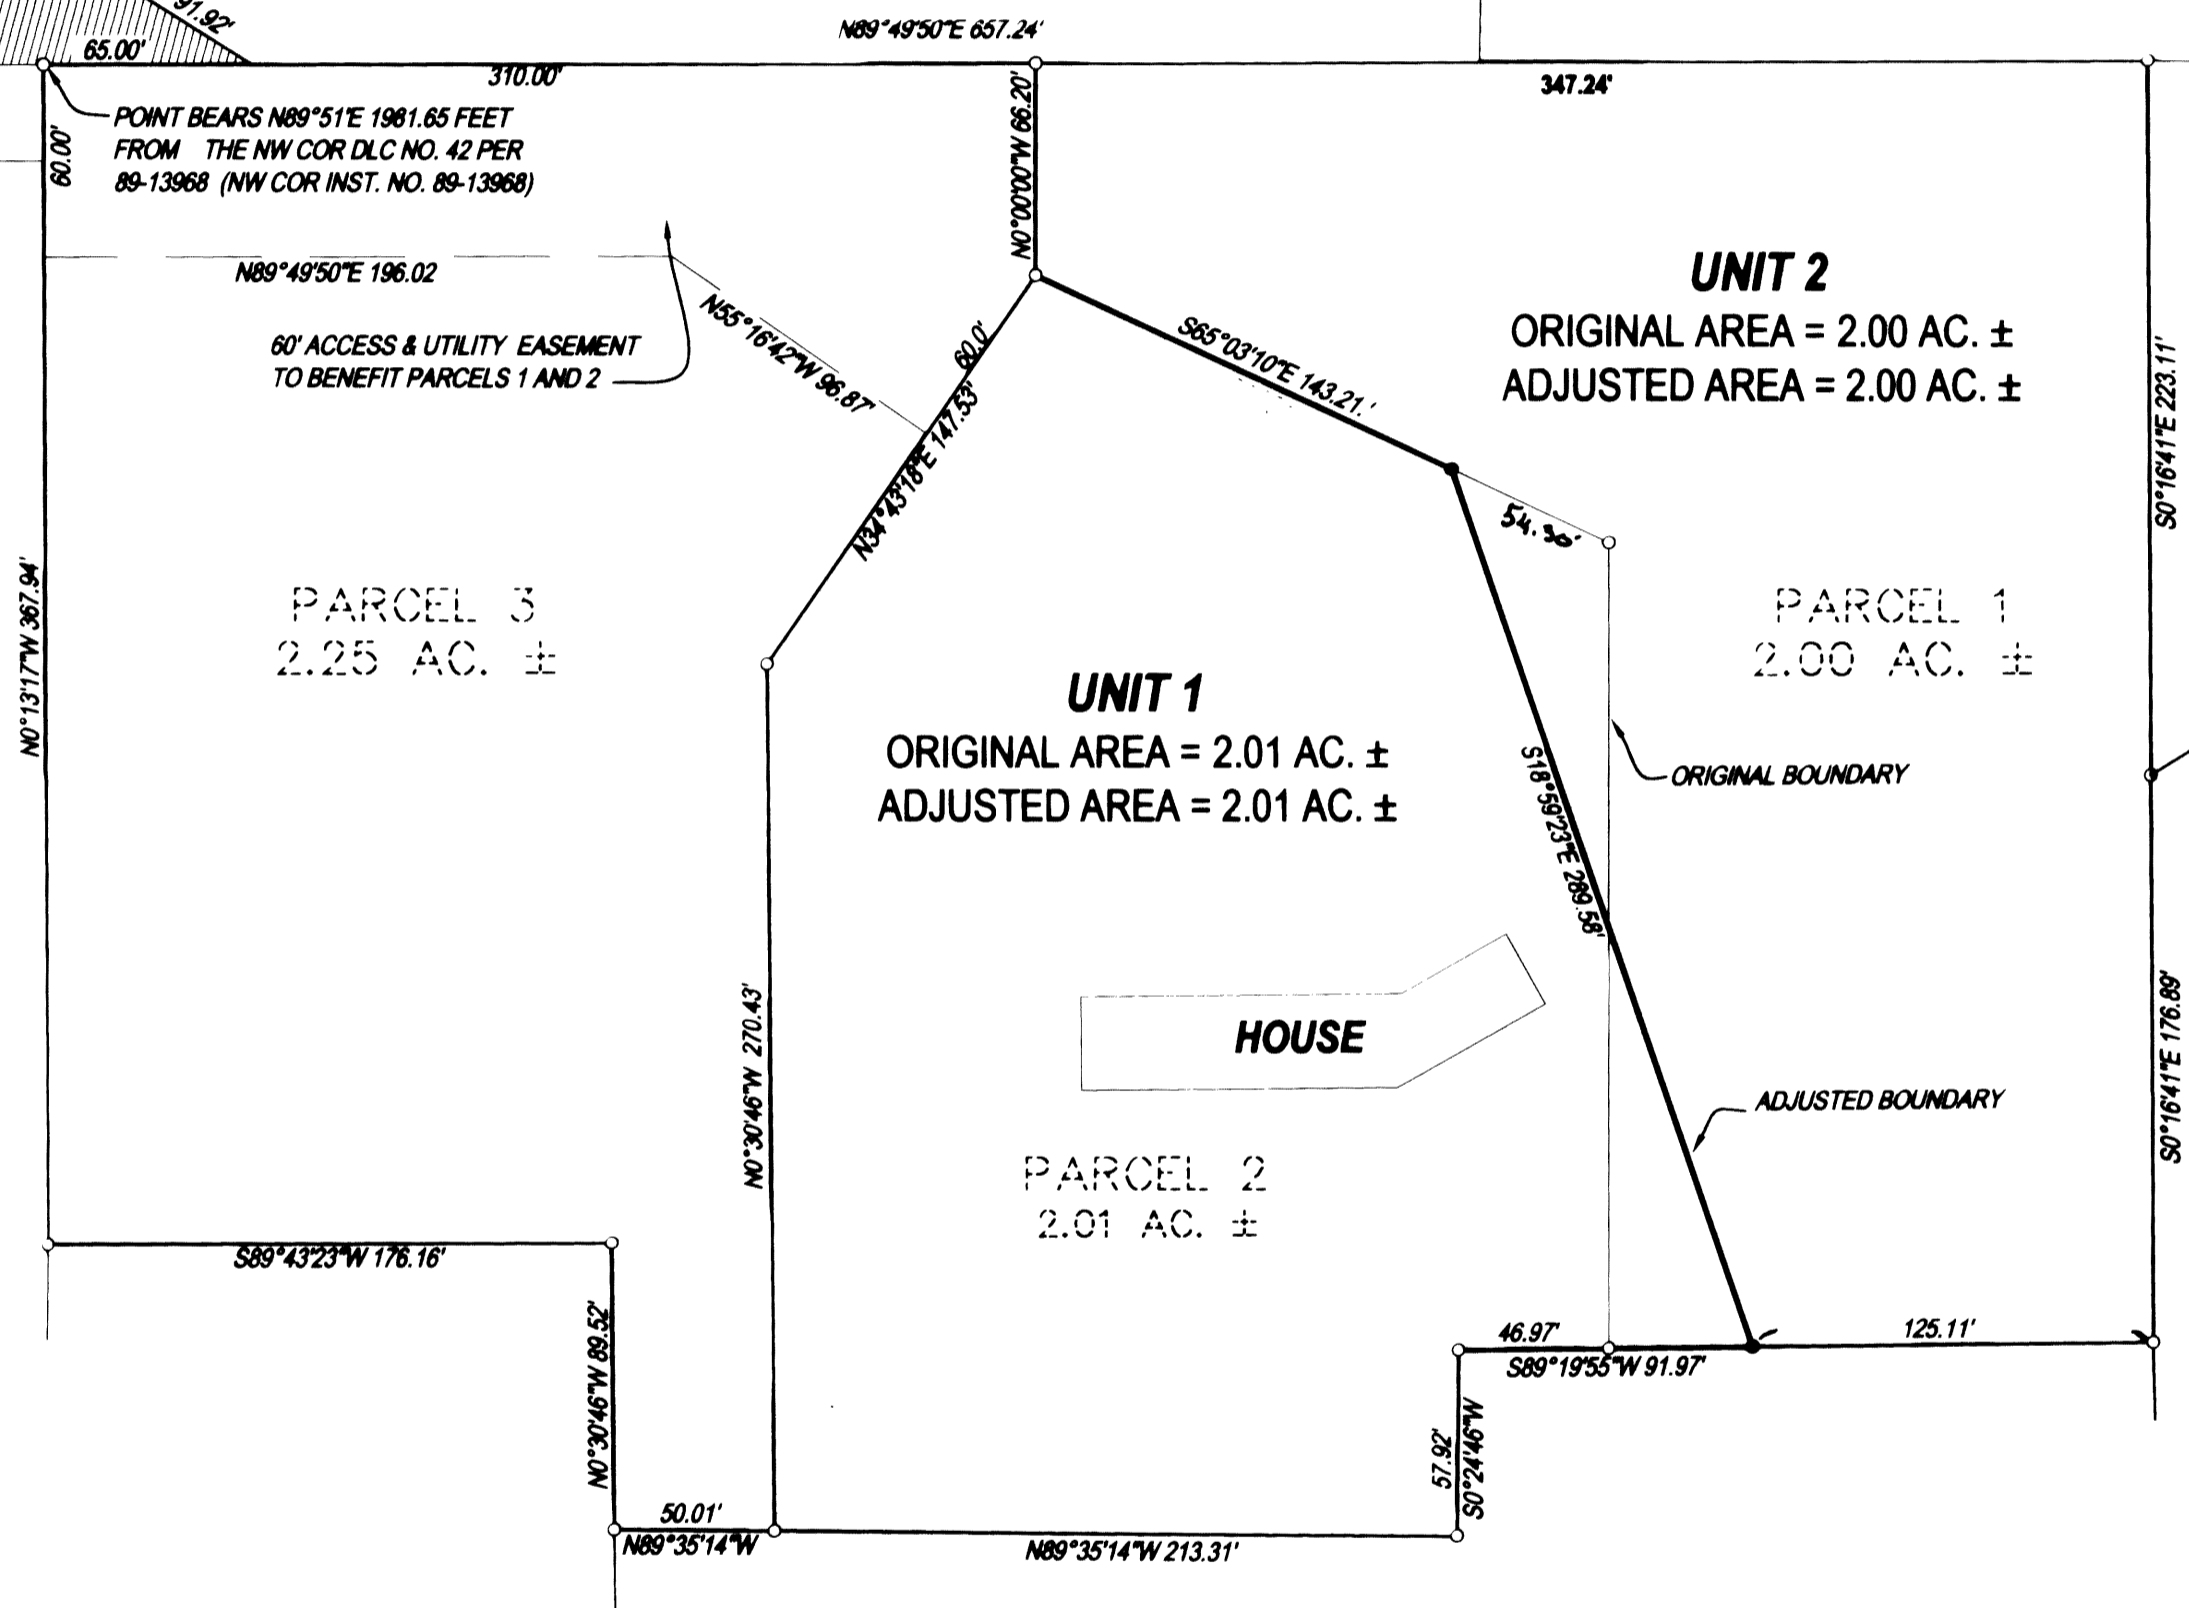 91.92'
N89°49'50"E 657.24'
65.00'
310.00'
347.24'
60.00'
POINT BEARS N89°51'E 1981.65 FEET
FROM THE NW COR DLC NO. 42 PER
89-13968 (NW COR INST. NO. 89-13968)
N0°00'00"W 66.20'
N89°49'50"E 196.02
N55°16'42"W 96.87'
60' ACCESS & UTILITY EASEMENT
TO BENEFIT PARCELS 1 AND 2
60.0'
N34°43'18"E 147.53'
S65°03'10"E 143.21.'
UNIT 2
ORIGINAL AREA = 2.00 AC. ±
ADJUSTED AREA = 2.00 AC. ±
S0°16'41"E 223.11'
54.30'
N0°13'17"W 367.94'
PARCEL 3
2.25 AC. ±
PARCEL 1
2.00 AC. ±
UNIT 1
ORIGINAL AREA = 2.01 AC. ±
ADJUSTED AREA = 2.01 AC. ±
S18°59'23"E 289.58'
ORIGINAL BOUNDARY
HOUSE
N0°30'46"W 270.43'
ADJUSTED BOUNDARY
S0°16'41"E 176.89'
PARCEL 2
2.01 AC. ±
S89°43'23"W 176.16'
N0°30'46"W 89.52'
46.97'
S89°19'55"W 91.97'
125.11'
57.92'
S0°24'46"W
50.01'
N89°35'14"W
N89°35'14"W 213.31'